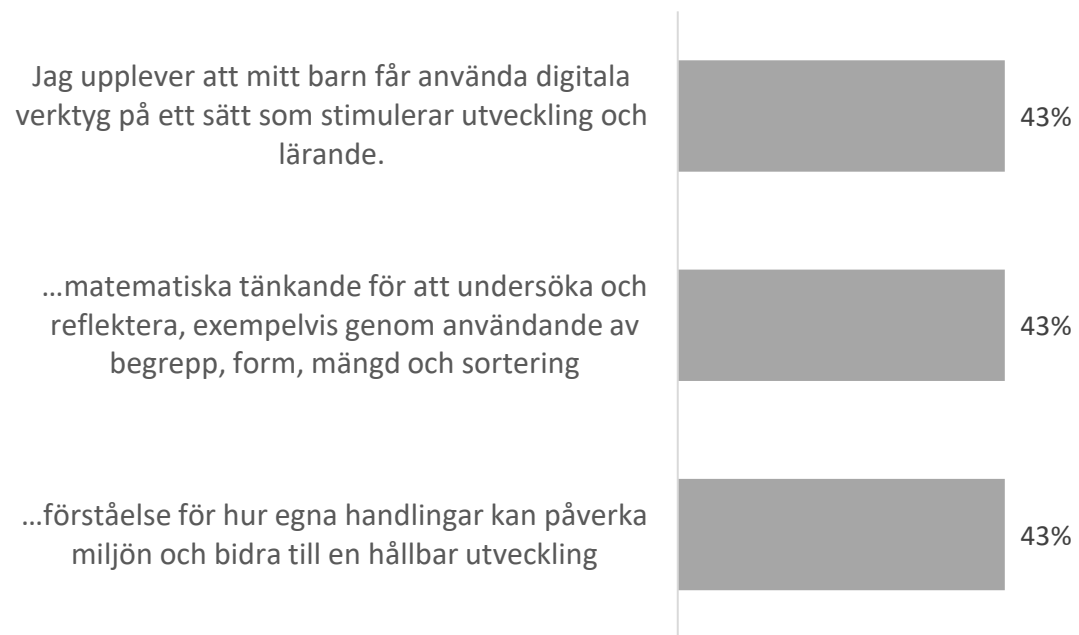 Jag upplever att mitt barn får använda digitala
verktyg på ett sätt som stimulerar utveckling och
lärande.
43%
...matematiska tänkande för att undersöka och
reflektera, exempelvis genom användande av
begrepp, form, mängd och sortering
43%
...förståelse för hur egna handlingar kan påverka
miljön och bidra till en hållbar utveckling
43%